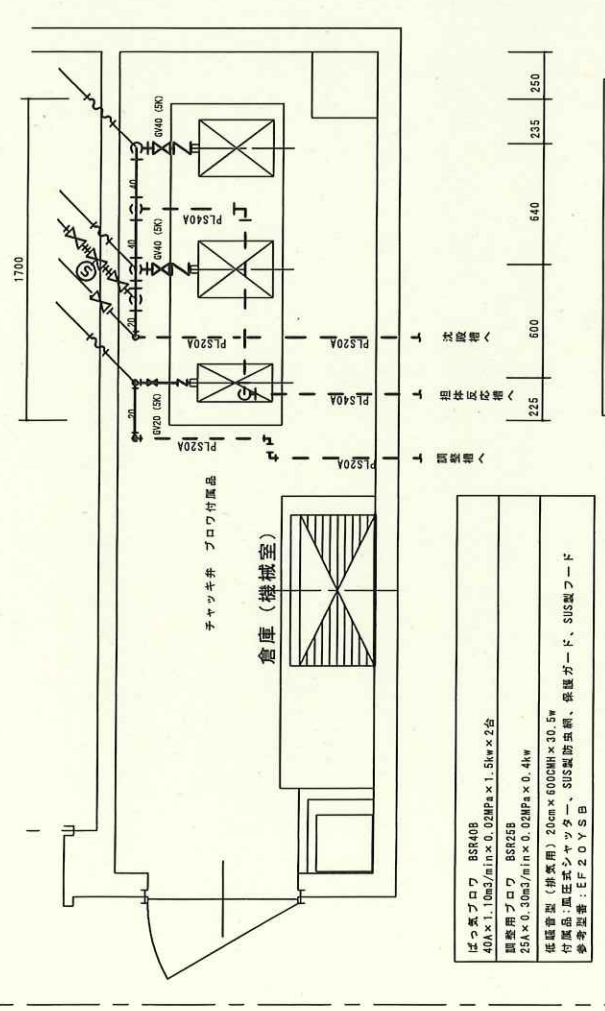 1700
250
235
640
600
225
GV40 (5K)
GV40 (5K)
GV20 (5K)
40
40
20
20
S
PLS40A
PLS20A
PLS20A
PLS40A
PLS20A
PLS20A
沈殿槽へ
担体反応槽へ
調整槽へ
チャッキ弁 ブロワ付属品
倉庫(機械室)
ばっ気ブロワ BSR40B
40A×1.10m3/min×0.02MPa×1.5kw×2台
調整用ブロワ BSR25B
25A×0.30m3/min×0.02MPa×0.4kw
低騒音型(排気用) 20cm×600CMH×30.5w
付属品:風圧式シャッター、SUS製防虫網、保護ガード、SUS製フード
参考型番:EF20YSB